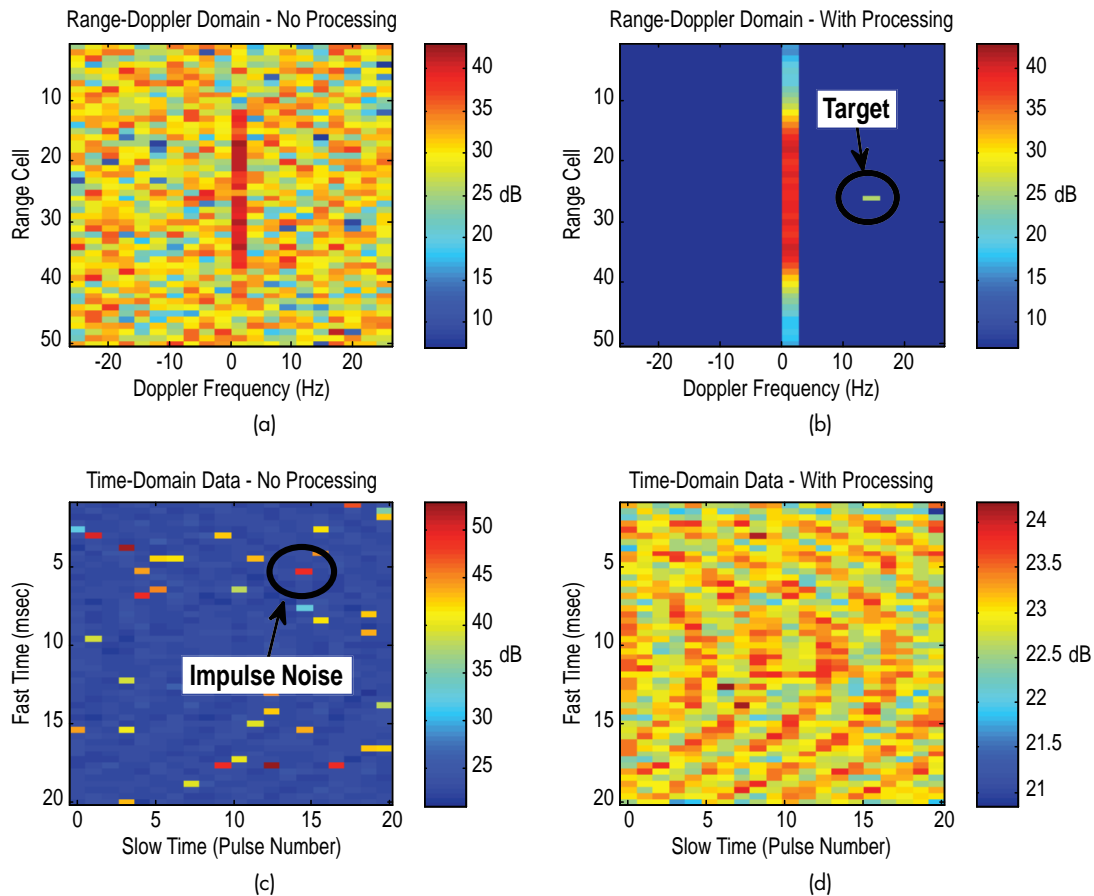 Range-Doppler Domain - No Processing
Range Cell
10
20
30
40
50
-20
-10
0
10
20
Doppler Frequency (Hz)
40
35
30
25
20
15
10
dB
(a)
Range-Doppler Domain - With Processing
Range Cell
10
20
30
40
50
-20
0
20
Doppler Frequency (Hz)
Target
40
35
30
25
20
15
10
dB
(b)
Time-Domain Data - No Processing
Fast Time (msec)
5
10
15
20
0
5
10
15
20
Slow Time (Pulse Number)
Impulse Noise
50
45
40
35
30
25
dB
(c)
Time-Domain Data - With Processing
Fast Time (msec)
5
10
15
20
0
5
10
15
20
Slow Time (Pulse Number)
24
23.5
23
22.5
22
21.5
21
dB
(d)